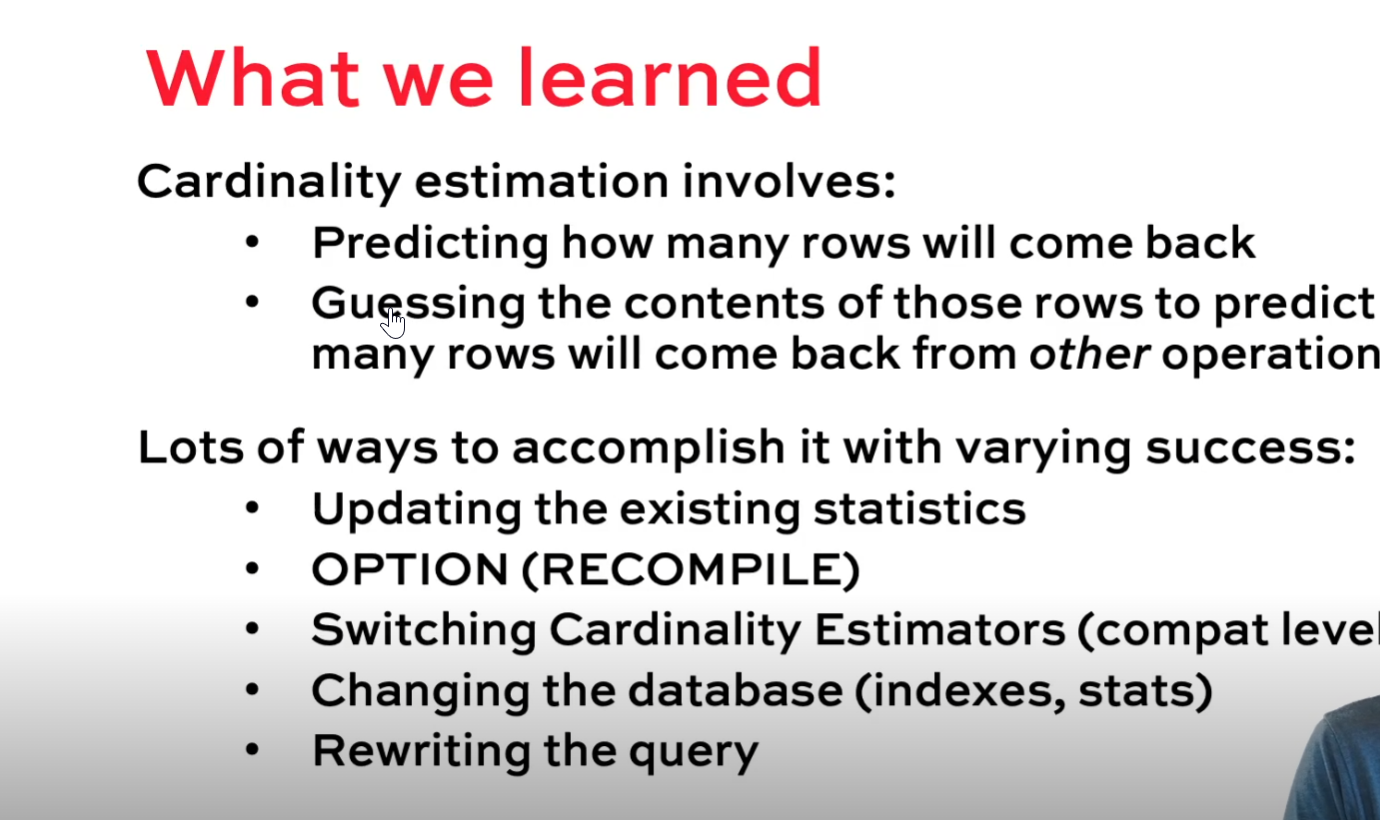 What we learned
Cardinality estimation involves:
• Predicting how many rows will come back
• Guessing the contents of those rows to predict
many rows will come back from other operation
Lots of ways to accomplish it with varying success:
• Updating the existing statistics
• OPTION (RECOMPILE)
• Switching Cardinality Estimators (compat level
• Changing the database (indexes, stats)
• Rewriting the query